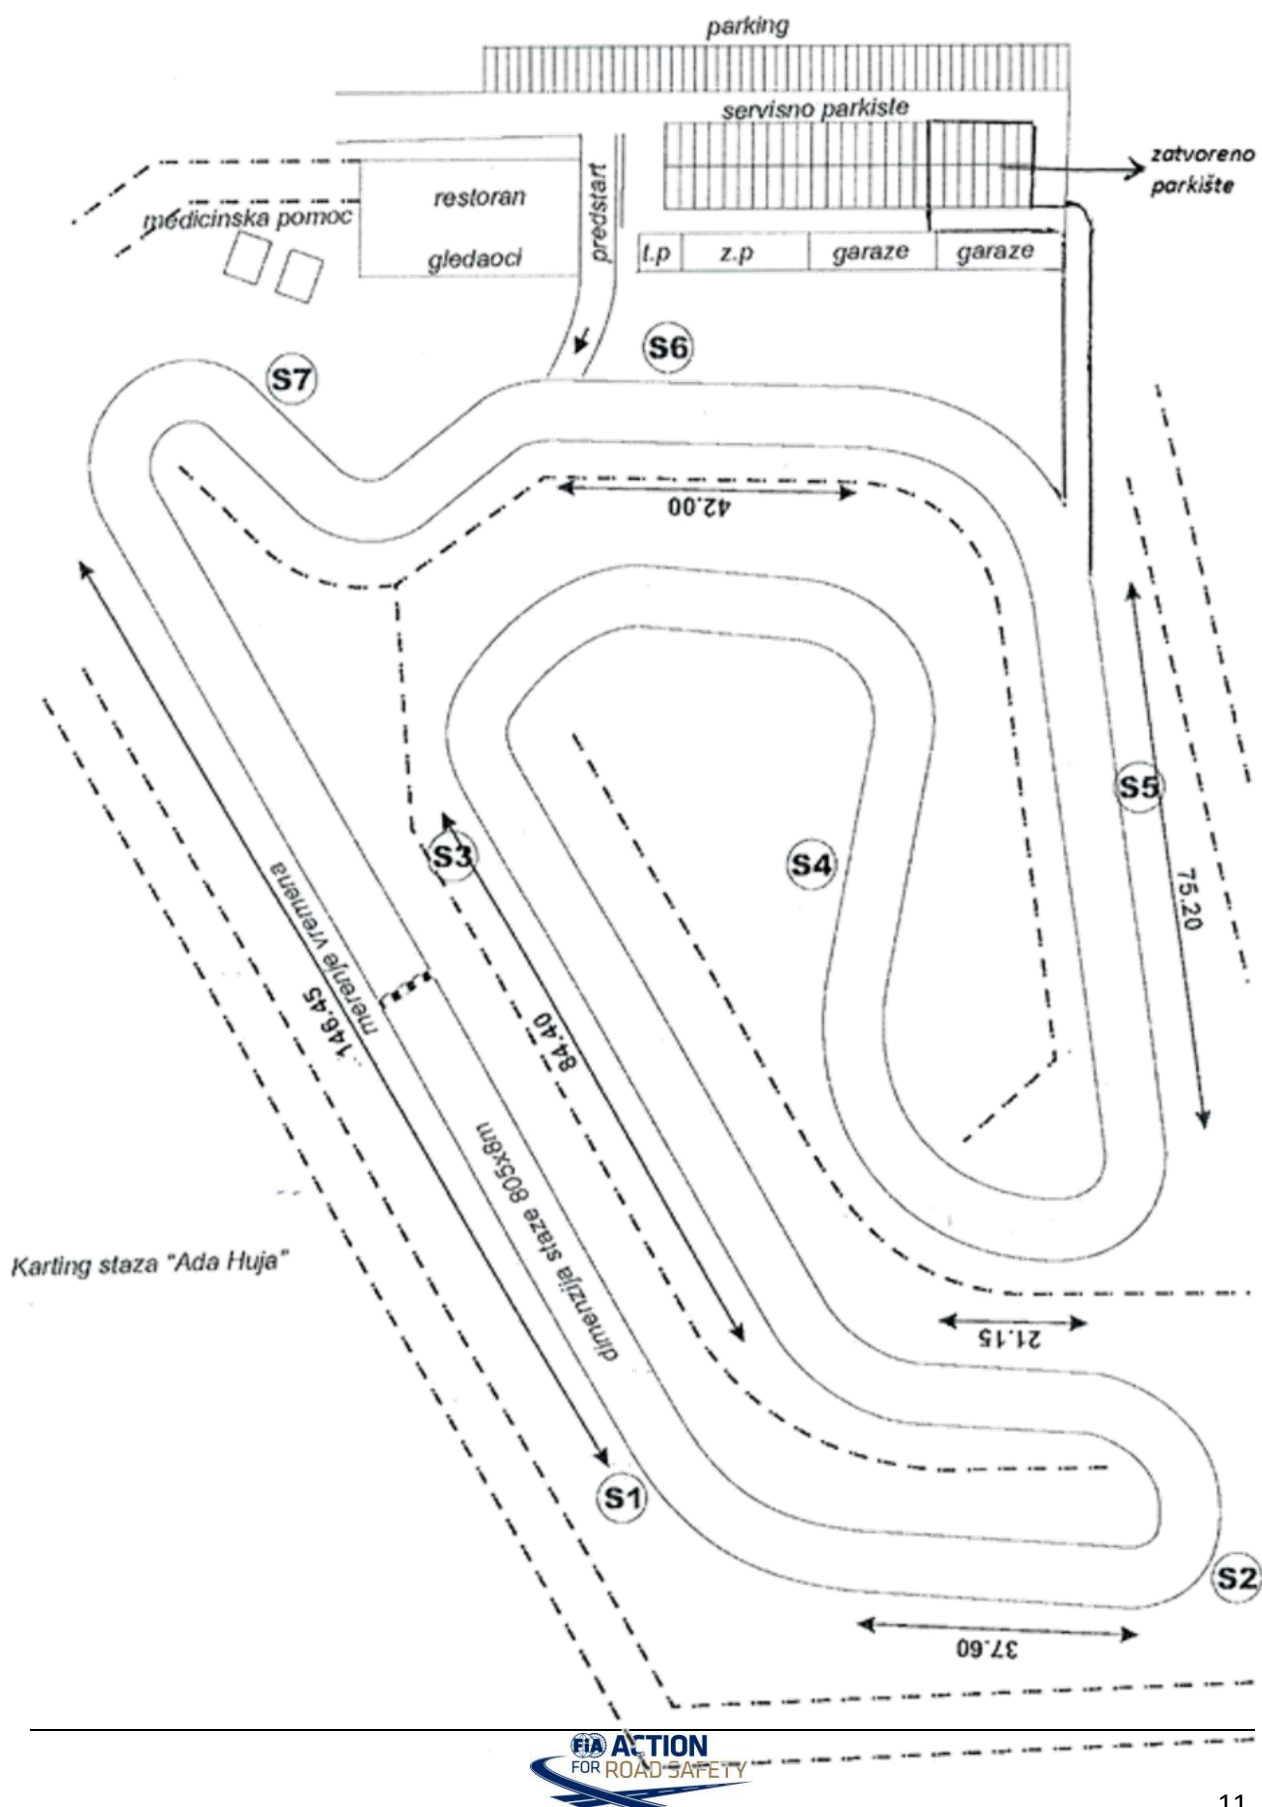 parking
servisno parkiste
zatvoreno
parkište
restoran
predstart
medicinska pomoc
gledaoci
t.p
z.p
garaze
garaze
S6
S7
42.00
S5
S3
S4
75.20
merenje vremena
146.45
84.40
dimenzija staze 805x8m
Karting staza "Ada Huja"
21.15
S1
S2
37.60
FiA ACTION
FOR ROAD SAFETY
11